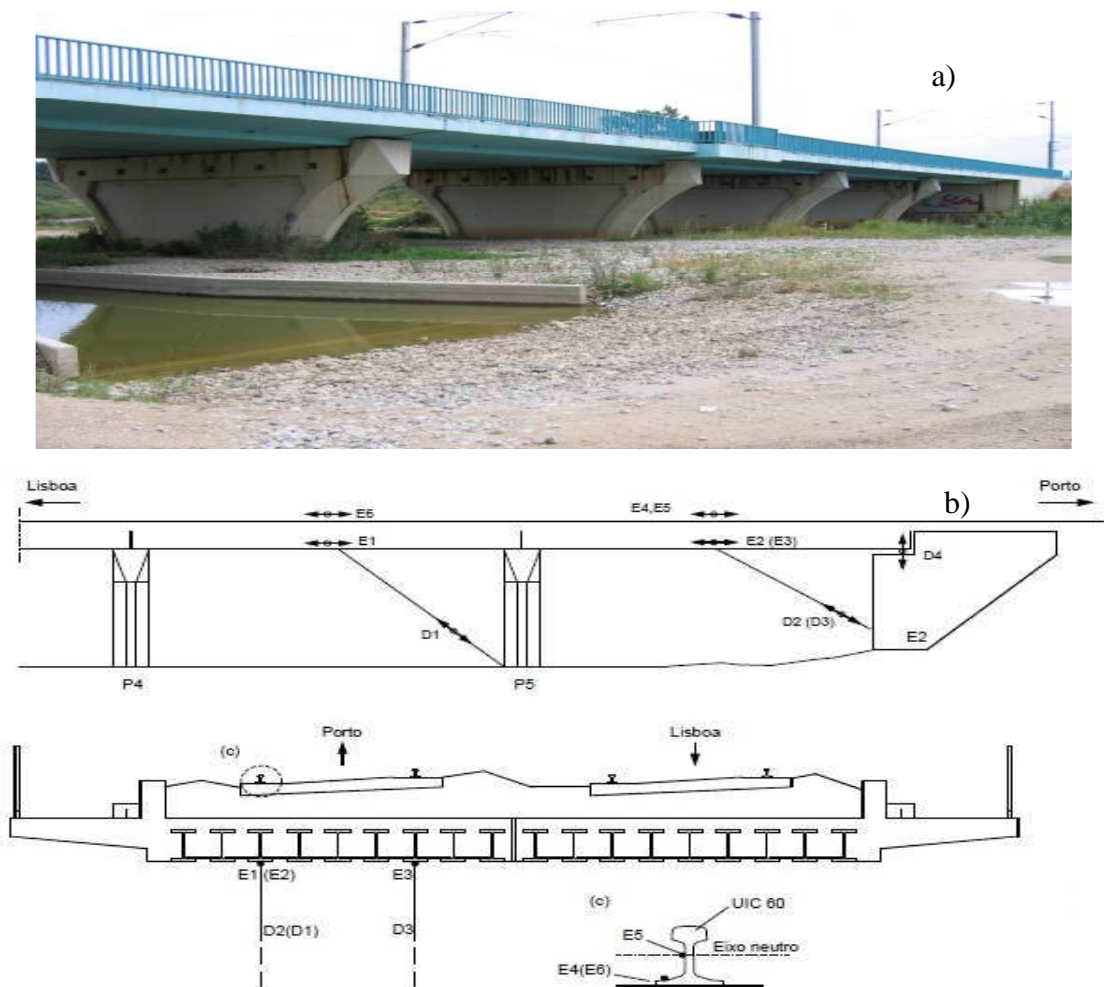 a)
Lisboa
b)
Porto
E6
E4,E5
E1
E2 (E3)
D4
D1
D2 (D3)
E2
P4
P5
(c)
Porto
Lisboa
E1 (E2)
E3
D2(D1)
D3
(c)
UIC 60
E5
Eixo neutro
E4(E6)